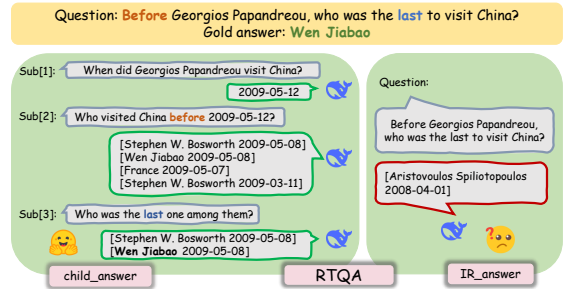 Question: Before Georgios Papandreou, who was the last to visit China?
Gold answer: Wen Jiabao
Sub[1]: When did Georgios Papandreou visit China?
2009-05-12
Sub[2]: Who visited China before 2009-05-12?
[Stephen W. Bosworth 2009-05-08]
[Wen Jiabao 2009-05-08]
[France 2009-05-07]
[Stephen W. Bosworth 2009-03-11]
Sub[3]: Who was the last one among them?
[Stephen W. Bosworth 2009-05-08]
[Wen Jiabao 2009-05-08]
child_answer
RTQA
Question:
Before Georgios Papandreou,
who was the last to visit China?
[Aristovoulos Spiliotopoulos
2008-04-01]
IR_answer